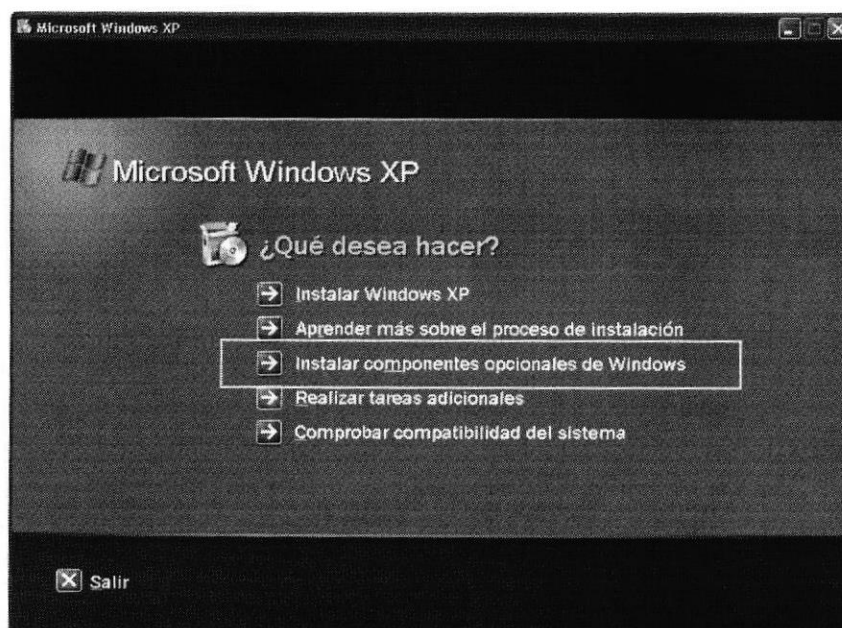 Microsoft Windows XP
Microsoft Windows XP
¿Qué desea hacer?
Instalar Windows XP
Aprender más sobre el proceso de instalación
Instalar componentes opcionales de Windows
Realizar tareas adicionales
Comprobar compatibilidad del sistema
Salir